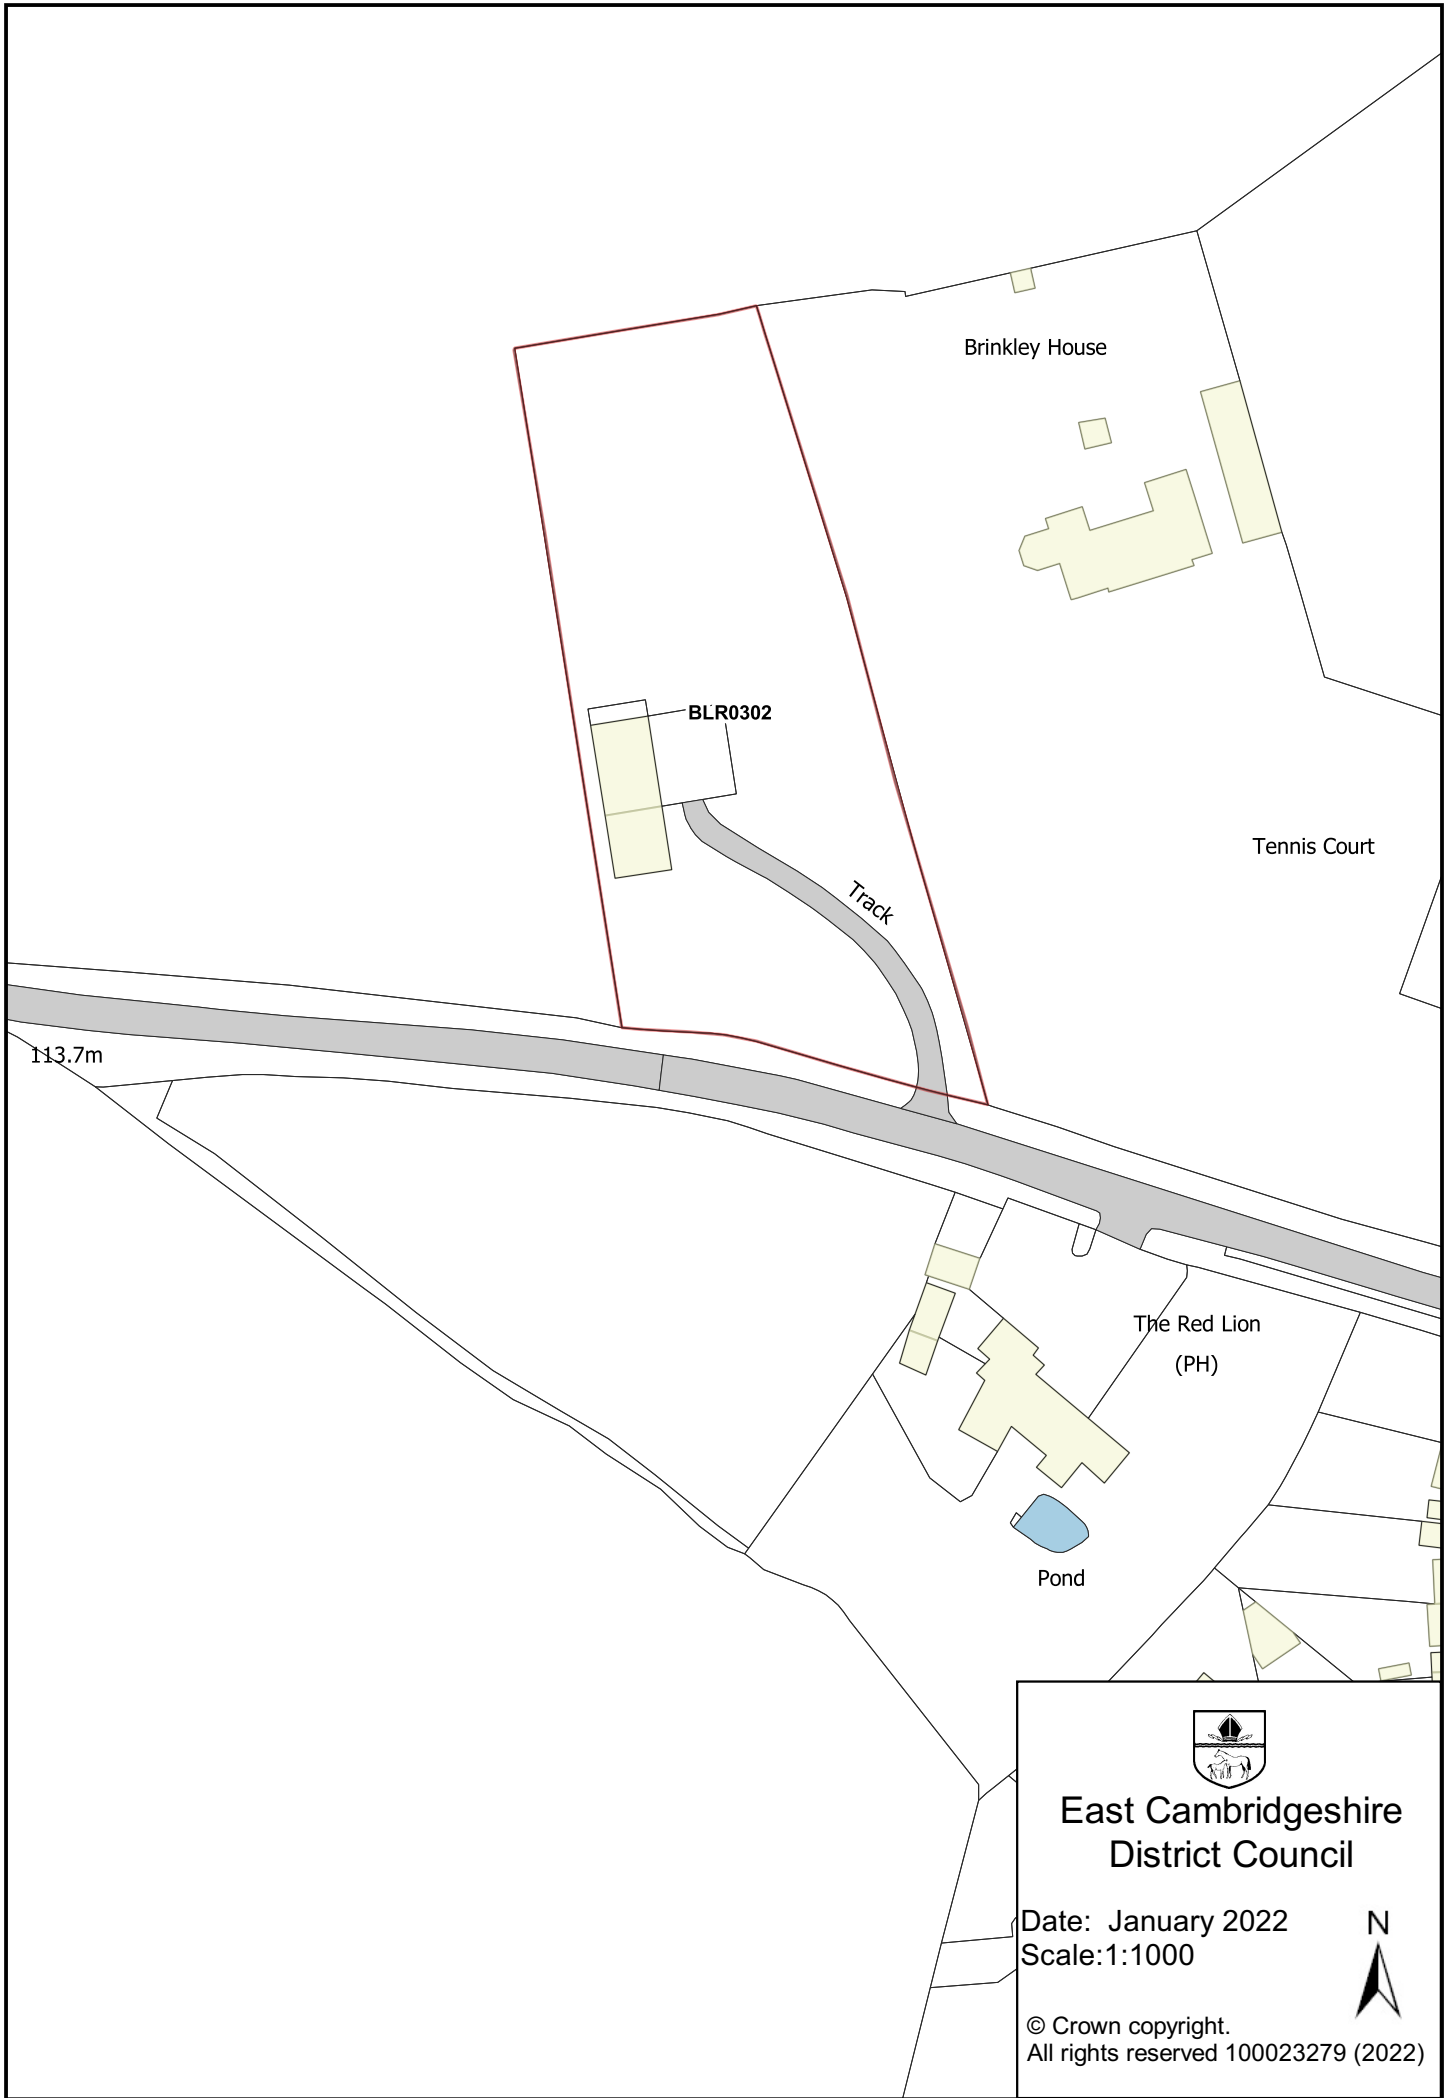 Brinkley House
BLR0302
Tennis Court
Track
113.7m
The Red Lion
(PH)
Pond
East Cambridgeshire
District Council
Date: January 2022
N
Scale:1:1000
© Crown copyright.
All rights reserved 100023279 (2022)